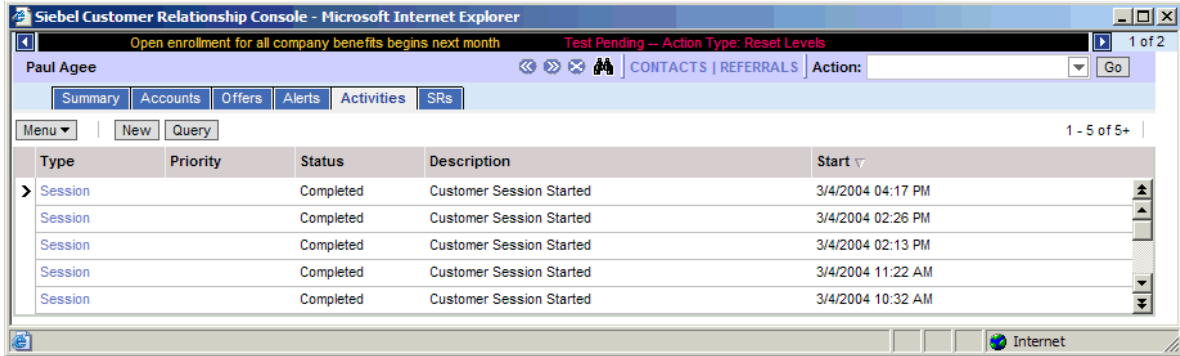 Siebel Customer Relationship Console - Microsoft Internet Explorer
Open enrollment for all company benefits begins next month Test Pending -- Action Type: Reset Levels 1 of 2
Paul Agee CONTACTS | REFERRALS Action: Go
Summary Accounts Offers Alerts Activities SRs
Menu New Query 1 - 5 of 5+
Type Priority Status Description Start
Session Completed Customer Session Started 3/4/2004 04:17 PM
Session Completed Customer Session Started 3/4/2004 02:26 PM
Session Completed Customer Session Started 3/4/2004 02:13 PM
Session Completed Customer Session Started 3/4/2004 11:22 AM
Session Completed Customer Session Started 3/4/2004 10:32 AM
Internet